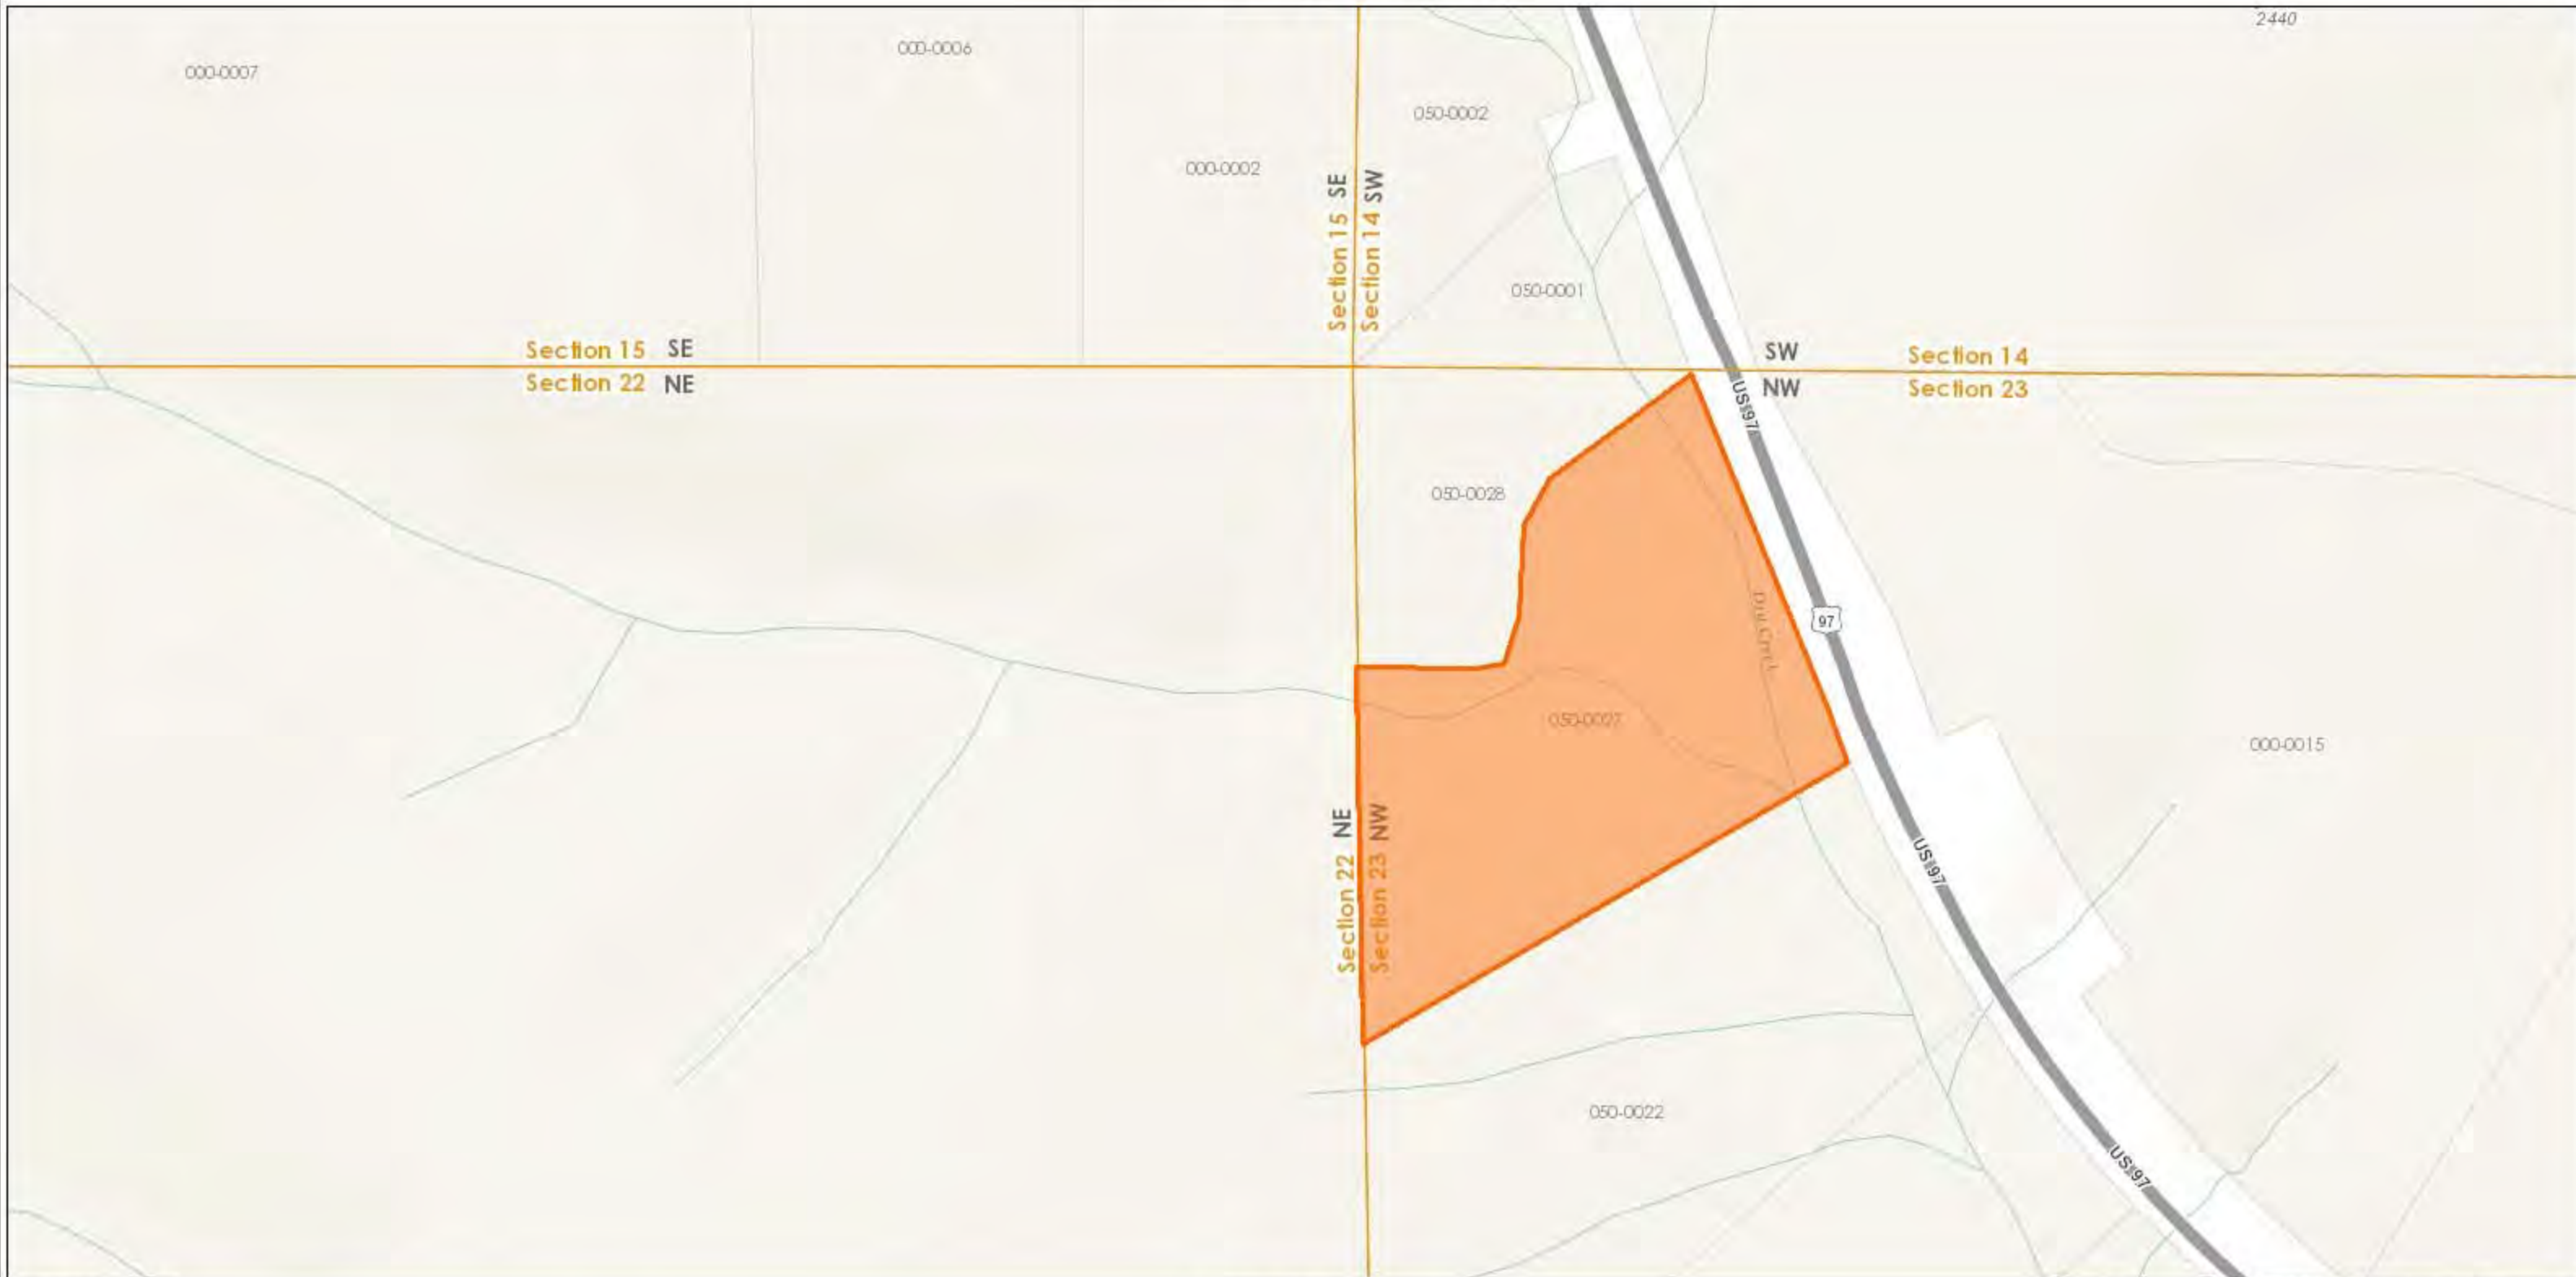 2440
000-0006
000-0007
050-0002
000-0002
Section 15 SE
Section 14 SW
050-0001
Section 15 SE
Section 22 NE
SW Section 14
NW Section 23
US 97
050-0028
97
Dry Creek
050-0027
000-0015
Section 22 NE
Section 23 NW
US 97
050-0022
US 97